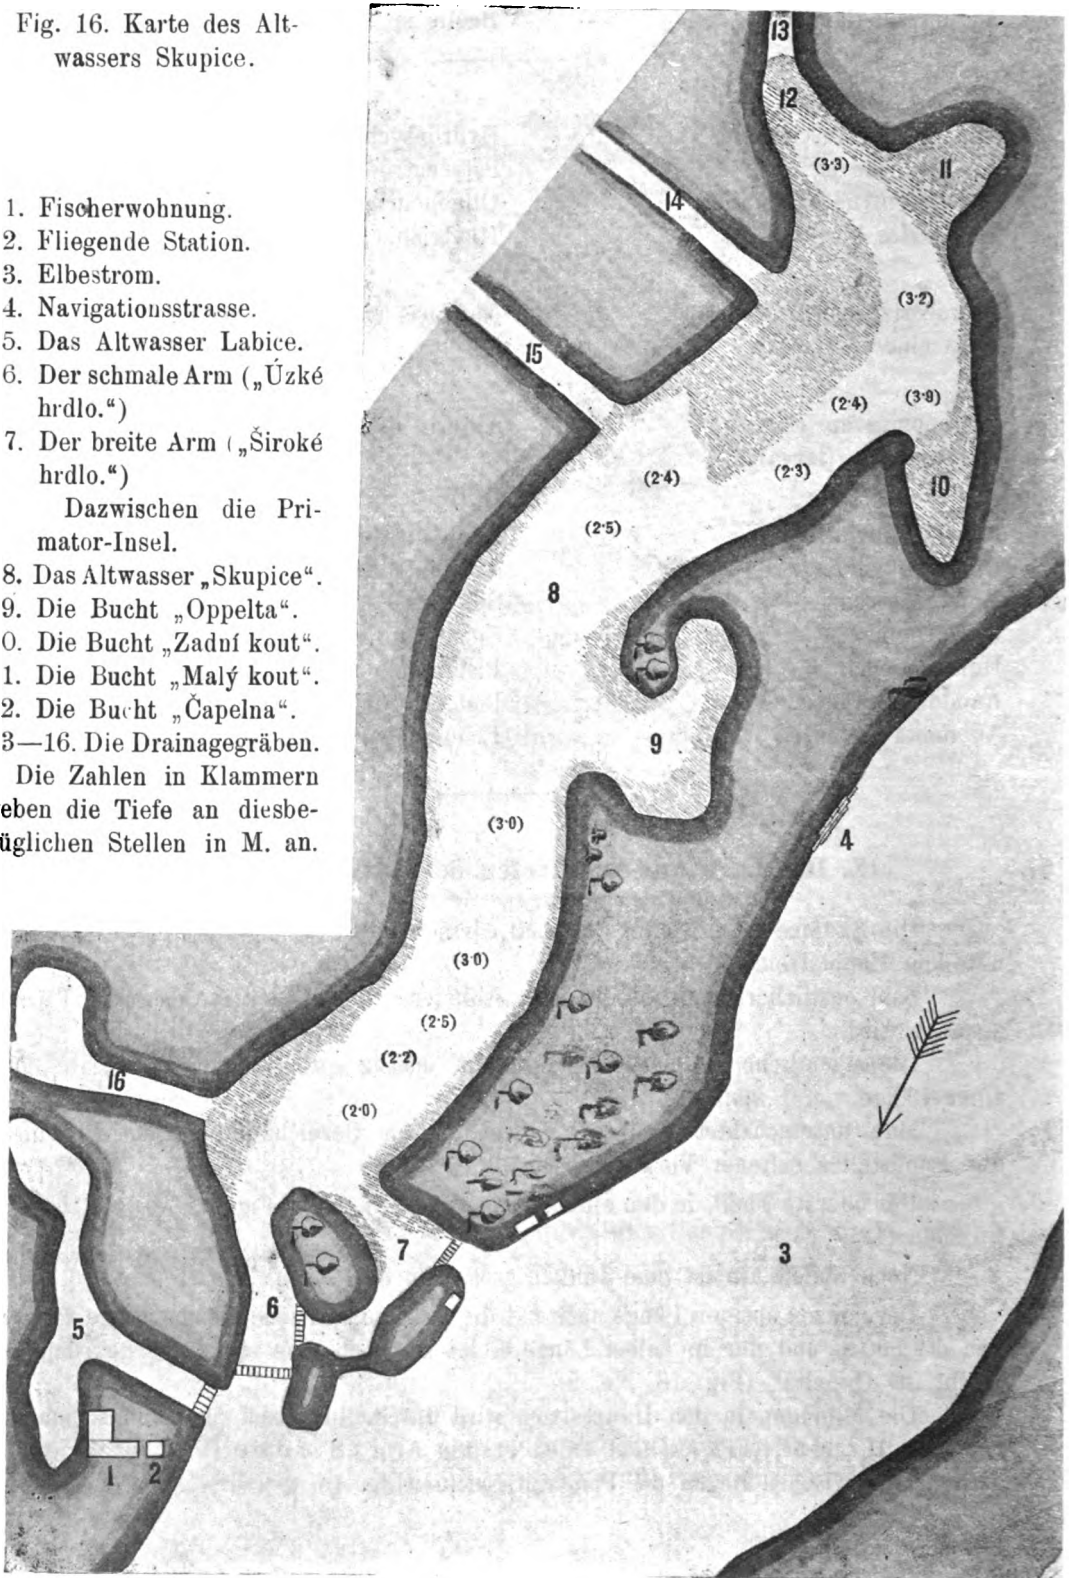 Fig. 16. Karte des Alt-
wassers Skupice.
1. Fischerwohnung.
2. Fliegende Station.
3. Elbestrom.
4. Navigationsstrasse.
5. Das Altwasser Labice.
6. Der schmale Arm („Úzké
hrdlo.“)
7. Der breite Arm („Široké
hrdlo.“)
Dazwischen die Pri-
mator-Insel.
8. Das Altwasser „Skupice“.
9. Die Bucht „Oppelta“.
0. Die Bucht „Zadní kout“.
1. Die Bucht „Malý kout“.
2. Die Bucht „Čapelna“.
3—16. Die Drainagegräben.
Die Zahlen in Klammern
eben die Tiefe an diesbe-
üglichen Stellen in M. an.
13
12
(3·3)
11
14
(3·2)
15
(2·4)
(3·9)
(2·4)
(2·3)
10
(2·5)
8
9
(3·0)
4
(3·0)
(2·5)
(2·2)
16
(2·0)
7
3
6
5
1
2